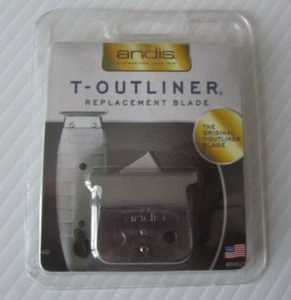 andis
T-OUTLINER®
REPLACEMENT BLADE
THE
ORIGINAL
T-OUTLINER
BLADE
andis